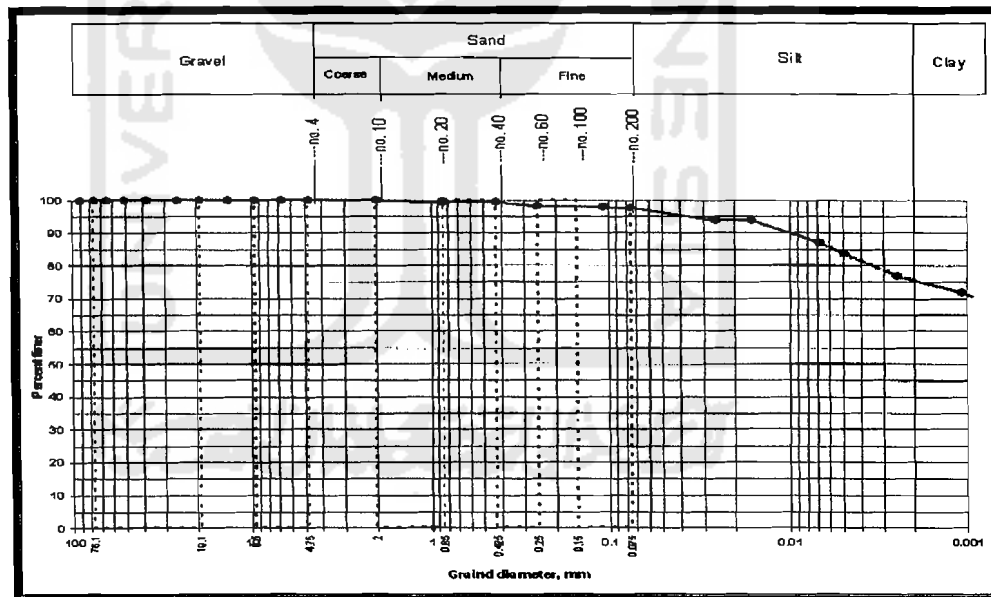 Gravel
Sand
Silt
Clay
Coarse
Medium
Fine
---no. 4
---no. 10
---no. 20
---no. 40
---no. 60
---no. 100
---no. 200
100
90
80
70
60
50
40
30
20
10
0
Percent finer
100
76,1
19,1
4,75
2
1
0,85
0,425
0,25
0,15
0.1
0,075
0.01
0.001
Graind diameter, mm
UNIVER